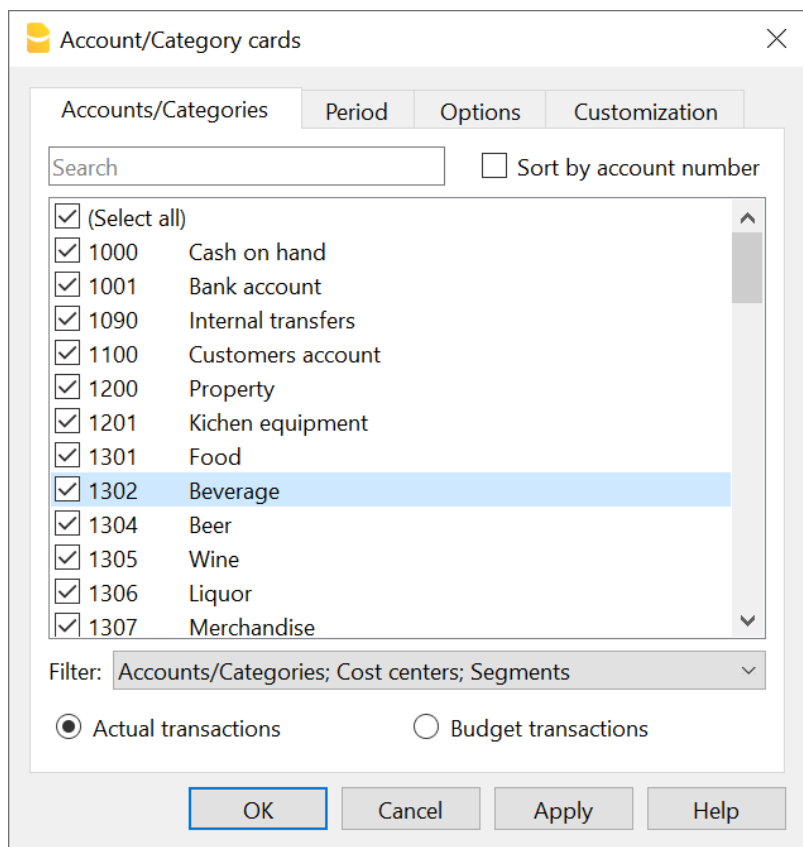 Account/Category cards
Accounts/Categories Period Options Customization
Search Sort by account number
(Select all)
1000 Cash on hand
1001 Bank account
1090 Internal transfers
1100 Customers account
1200 Property
1201 Kichen equipment
1301 Food
1302 Beverage
1304 Beer
1305 Wine
1306 Liquor
1307 Merchandise
Filter: Accounts/Categories; Cost centers; Segments
Actual transactions Budget transactions
OK Cancel Apply Help